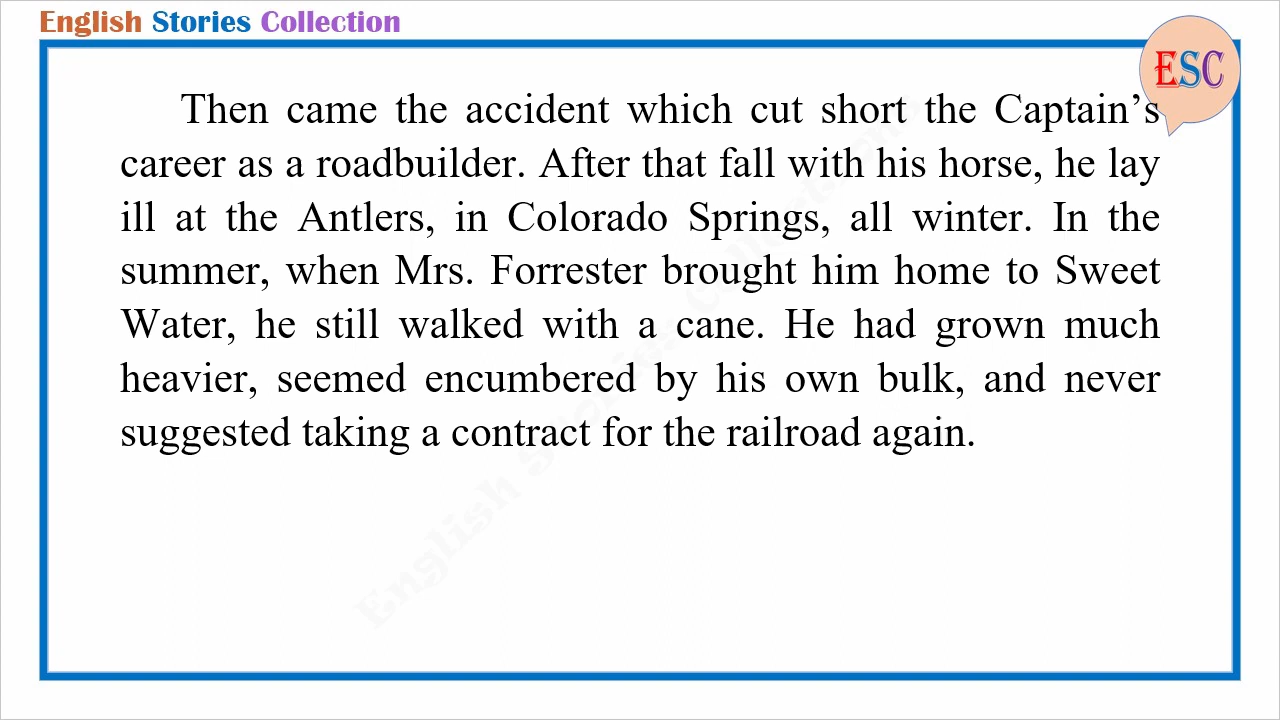 English Stories Collection
ESC
Then came the accident which cut short the Captain’s
career as a roadbuilder. After that fall with his horse, he lay
ill at the Antlers, in Colorado Springs, all winter. In the
summer, when Mrs. Forrester brought him home to Sweet
Water, he still walked with a cane. He had grown much
heavier, seemed encumbered by his own bulk, and never
suggested taking a contract for the railroad again.
English Stories Collections